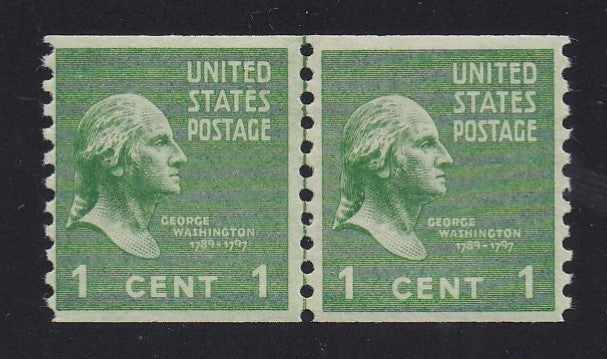 UNITED
STATES
POSTAGE
GEORGE
WASHINGTON
1789-1797
1 CENT 1
UNITED
STATES
POSTAGE
GEORGE
WASHINGTON
1789-1797
1 CENT 1